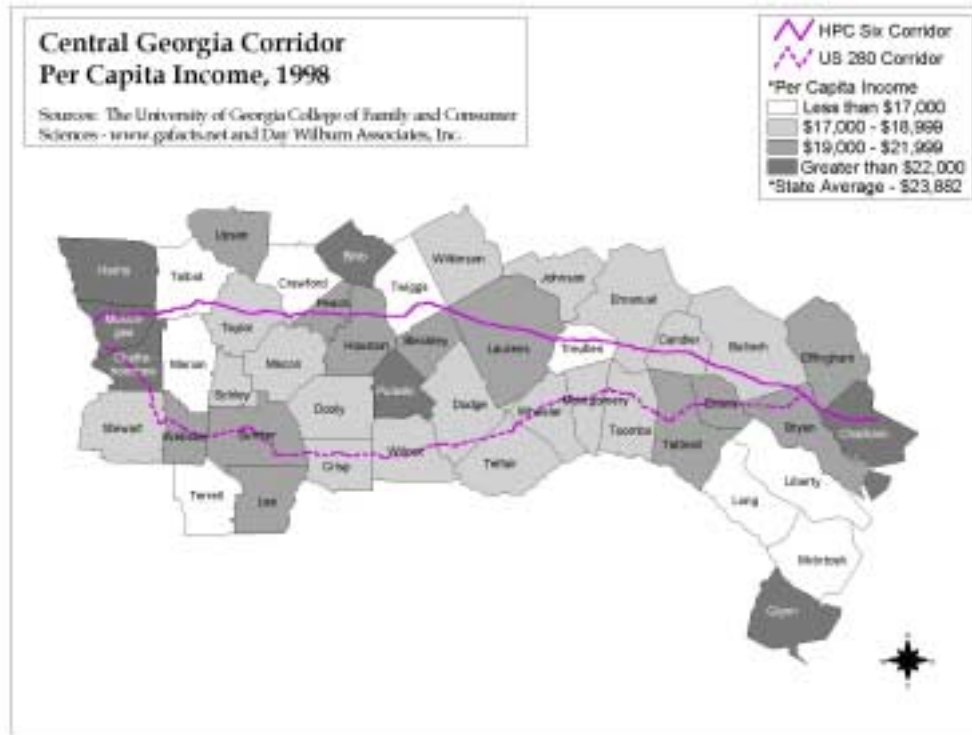 Central Georgia Corridor
Per Capita Income, 1998
Sources: The University of Georgia College of Family and Consumer
Sciences - www.gafacts.net and Day Wilburn Associates, Inc.
HPC Six Corridor
US 280 Corridor
*Per Capita Income
Less than $17,000
$17,000 - $18,999
$19,000 - $21,999
Greater than $22,000
*State Average - $23,882
Upson
Harris
Talbot
Crawford
Bibb
Twiggs
Wilkinson
Johnson
Emanuel
Peach
Taylor
Houston
Bleckley
Laurens
Treutlen
Candler
Bulloch
Effingham
Marion
Macon
Schley
Pulaski
Dooly
Dodge
Wheeler
Montgomery
Toombs
Tattnall
Evans
Bryan
Chatham
Stewart
Webster
Sumter
Crisp
Wilcox
Telfair
Terrell
Lee
Long
Liberty
McIntosh
Glynn